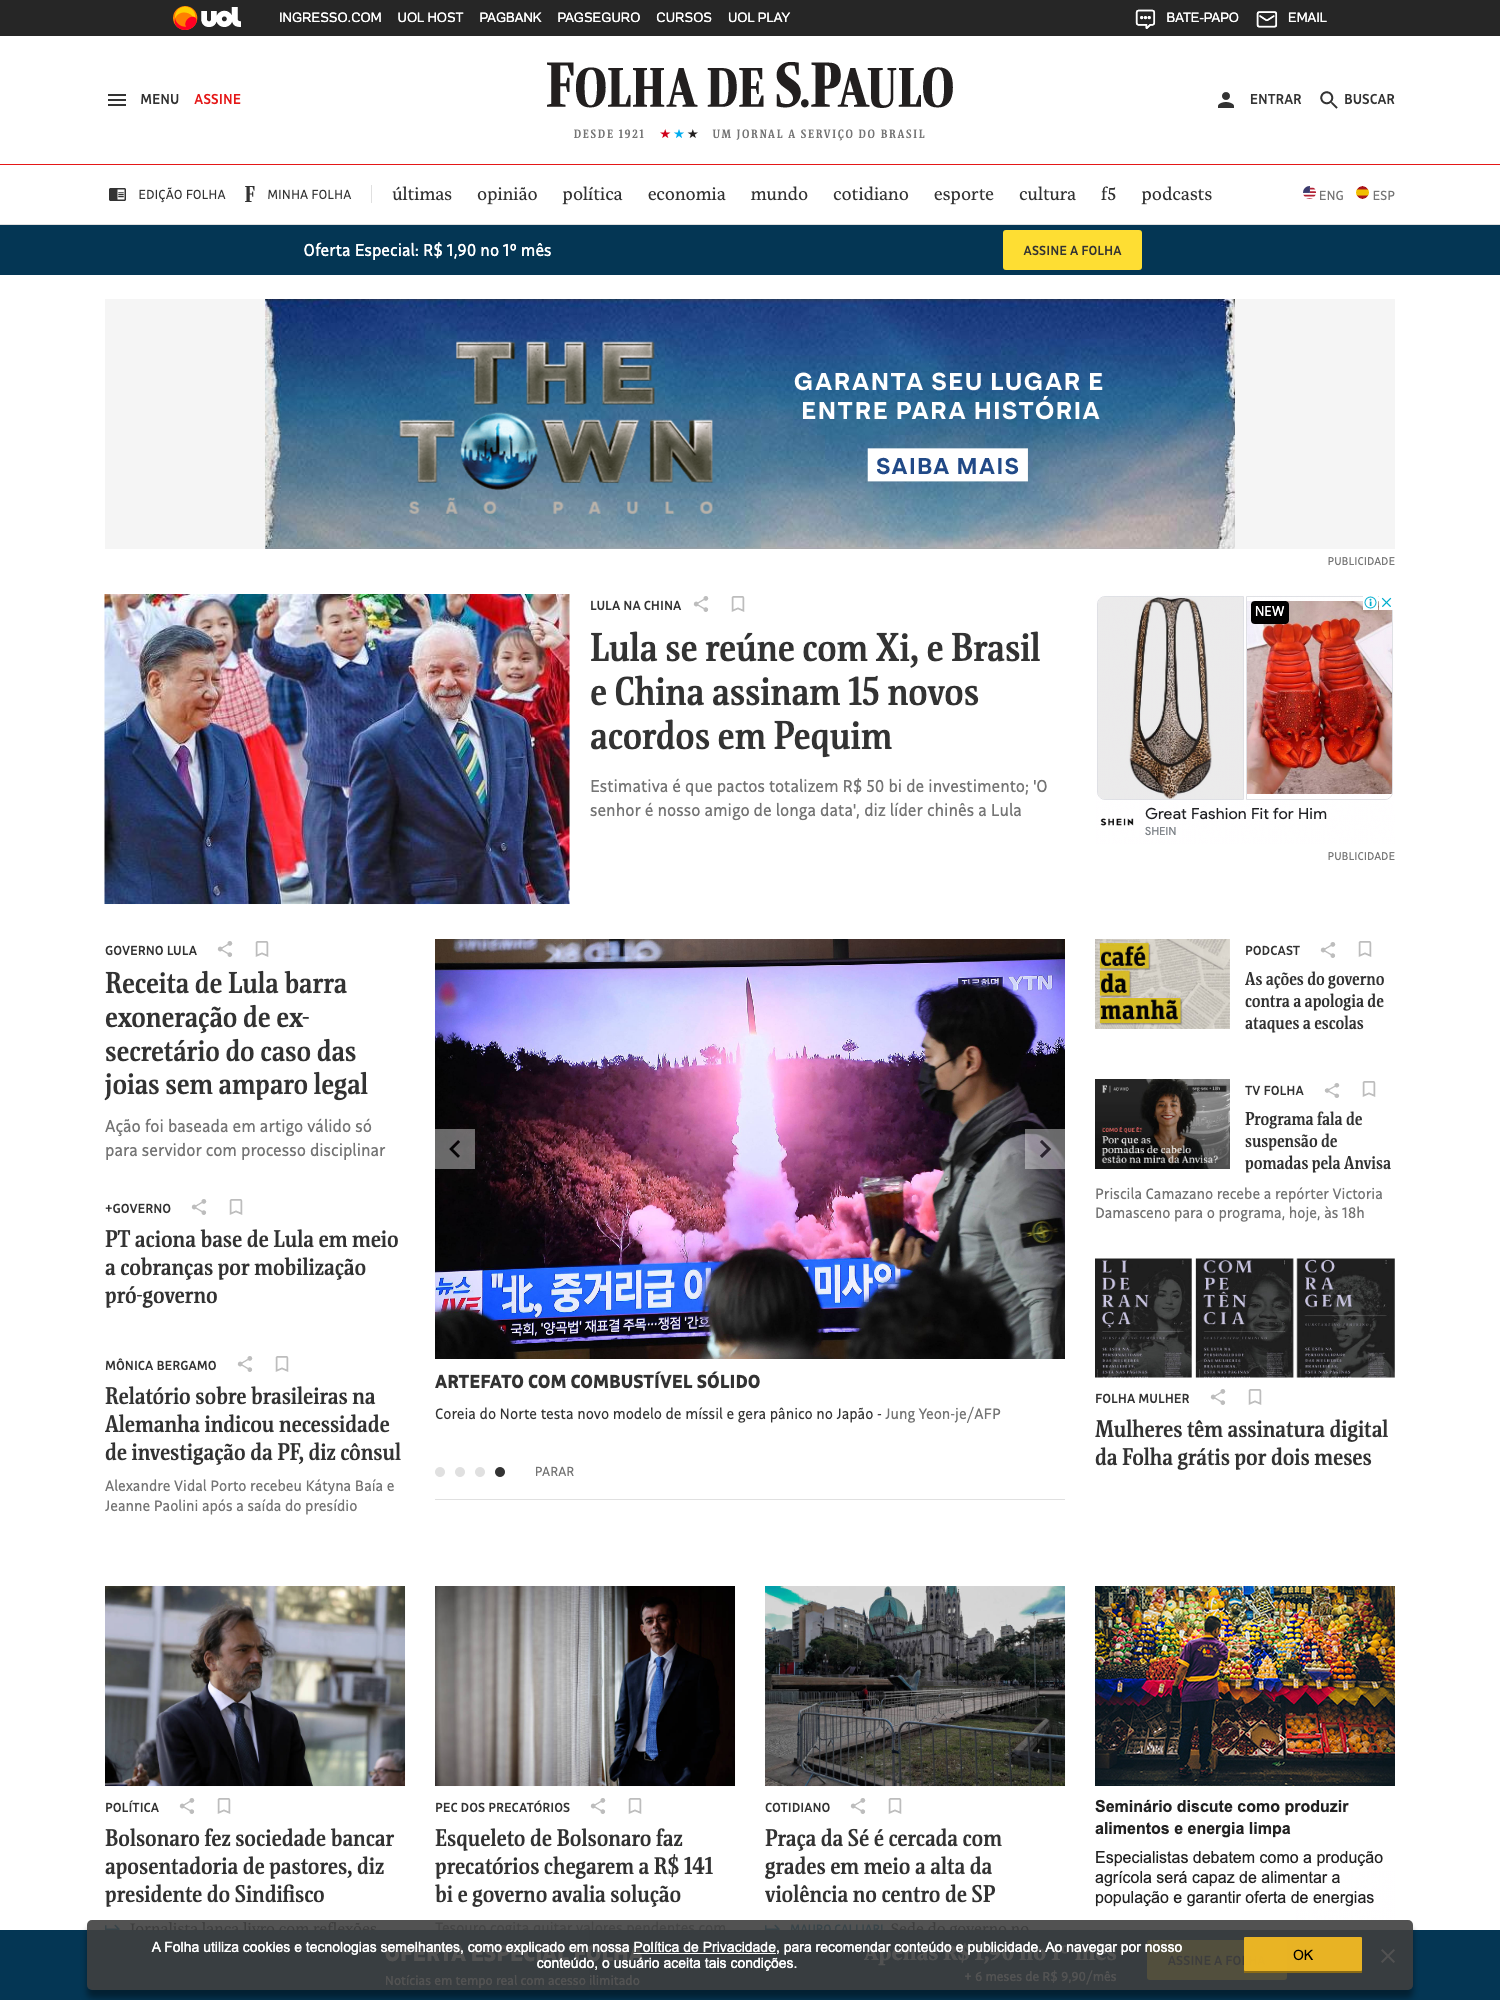 uol
INGRESSO.COM UOL HOST PAGBANK PAGSEGURO CURSOS UOL PLAY
BATE-PAPO EMAIL
MENU ASSINE
FOLHA DE S.PAULO
ENTRAR BUSCAR
DESDE 1921 ★★★ UM JORNAL A SERVIÇO DO BRASIL
EDIÇÃO FOLHA F MINHA FOLHA últimas opinião política economia mundo cotidiano esporte cultura f5 podcasts ENG ESP
Oferta Especial: R$ 1,90 no 1º mês
ASSINE A FOLHA
THE
TOWN
SÃO PAULO
GARANTA SEU LUGAR E
ENTRE PARA HISTÓRIA
SAIBA MAIS
PUBLICIDADE
LULA NA CHINA
Lula se reúne com Xi, e Brasil
e China assinam 15 novos
acordos em Pequim
Estimativa é que pactos totalizem R$ 50 bi de investimento; 'O
senhor é nosso amigo de longa data', diz líder chinês a Lula
NEW
SHEIN
Great Fashion Fit for Him
SHEIN
PUBLICIDADE
GOVERNO LULA
Receita de Lula barra
exoneração de ex-
secretário do caso das
joias sem amparo legal
Ação foi baseada em artigo válido só
para servidor com processo disciplinar
+GOVERNO
PT aciona base de Lula em meio
a cobranças por mobilização
pró-governo
MÔNICA BERGAMO
Relatório sobre brasileiras na
Alemanha indicou necessidade
de investigação da PF, diz cônsul
Alexandre Vidal Porto recebeu Kátyna Baía e
Jeanne Paolini após a saída do presídio
YTN
뉴스
LIVE
"北, 중거리급 이
미사일
국회, '양곡법' 재표결 주목…쟁점
ARTEFATO COM COMBUSTÍVEL SÓLIDO
Coreia do Norte testa novo modelo de míssil e gera pânico no Japão - Jung Yeon-je/AFP
PARAR
café
da
manhã
PODCAST
As ações do governo
contra a apologia de
ataques a escolas
COMO É QUE É?
Por que as
pomadas de cabelo
estão na mira da Anvisa?
TV FOLHA
Programa fala de
suspensão de
pomadas pela Anvisa
Priscila Camazano recebe a repórter Victoria
Damasceno para o programa, hoje, às 18h
LI
DE
RAN
ÇA
COM
PE
TÊN
CIA
CO
RA
GEM
FOLHA MULHER
Mulheres têm assinatura digital
da Folha grátis por dois meses
POLÍTICA
Bolsonaro fez sociedade bancar
aposentadoria de pastores, diz
presidente do Sindifisco
PEC DOS PRECATÓRIOS
Esqueleto de Bolsonaro faz
precatórios chegarem a R$ 141
bi e governo avalia solução
COTIDIANO
Praça da Sé é cercada com
grades em meio a alta da
violência no centro de SP
Seminário discute como produzir
alimentos e energia limpa
Especialistas debatem como a produção
agrícola será capaz de alimentar a
população e garantir oferta de energias
A Folha utiliza cookies e tecnologias semelhantes, como explicado em nossa Política de Privacidade, para recomendar conteúdo e publicidade. Ao navegar por nosso
conteúdo, o usuário aceita tais condições.
OK
Notícias em tempo real com acesso ilimitado
+ 6 meses de R$ 9,90/mês